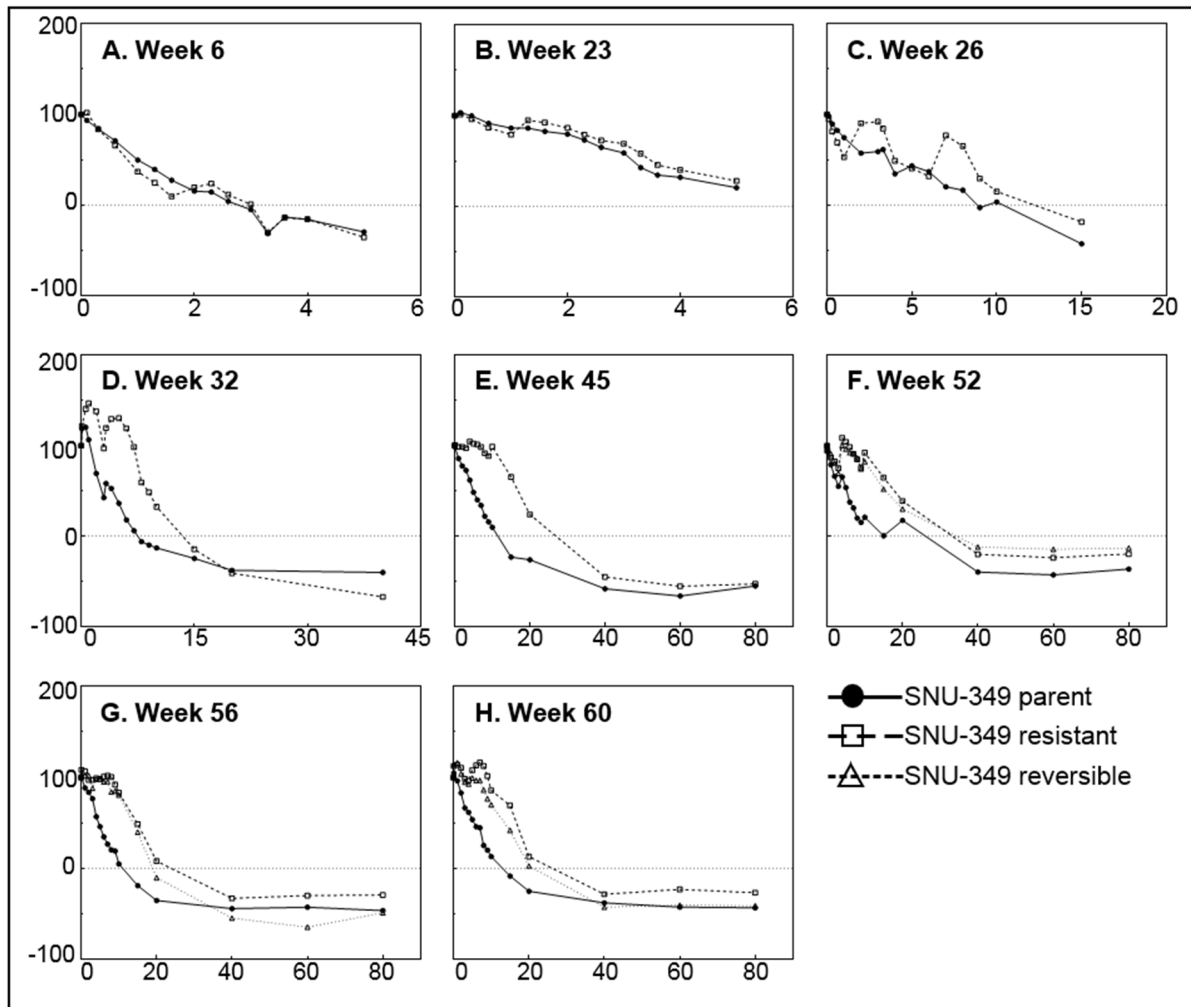 200
100
0
-100
A. Week 6
0 2 4 6
B. Week 23
0 2 4 6
C. Week 26
0 5 10 15 20
200
100
0
-100
D. Week 32
0 15 30 45
E. Week 45
0 20 40 60 80
F. Week 52
0 20 40 60 80
200
100
0
-100
G. Week 56
0 20 40 60 80
H. Week 60
0 20 40 60 80
SNU-349 parent
SNU-349 resistant
SNU-349 reversible